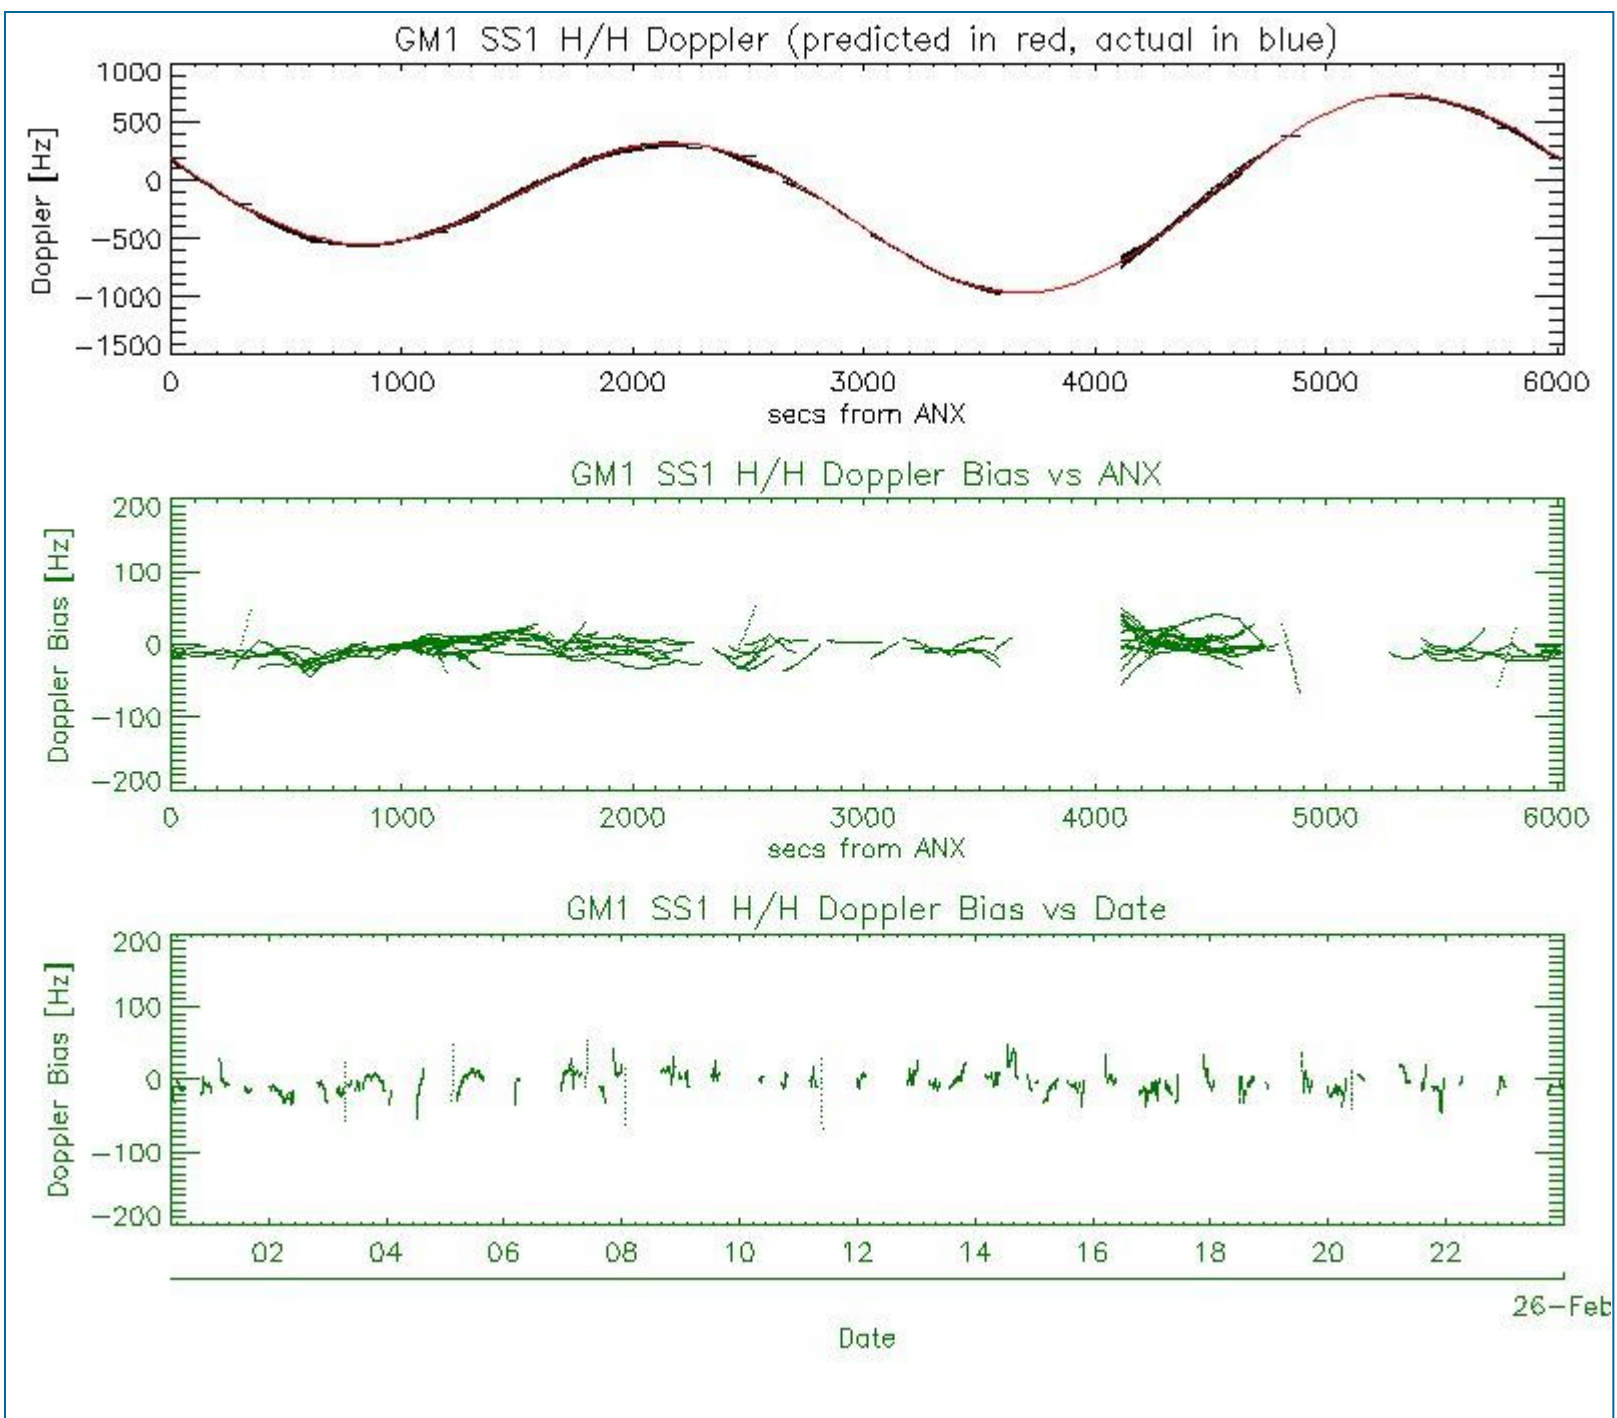 GM1 SS1 H/H Doppler (predicted in red, actual in blue)
Doppler [Hz]
1000
500
0
−500
−1000
−1500
0 1000 2000 3000 4000 5000 6000
secs from ANX
GM1 SS1 H/H Doppler Bias vs ANX
Doppler Bias [Hz]
200
100
0
−100
−200
0 1000 2000 3000 4000 5000 6000
secs from ANX
GM1 SS1 H/H Doppler Bias vs Date
Doppler Bias [Hz]
200
100
0
−100
−200
02 04 06 08 10 12 14 16 18 20 22
26−Feb
Date